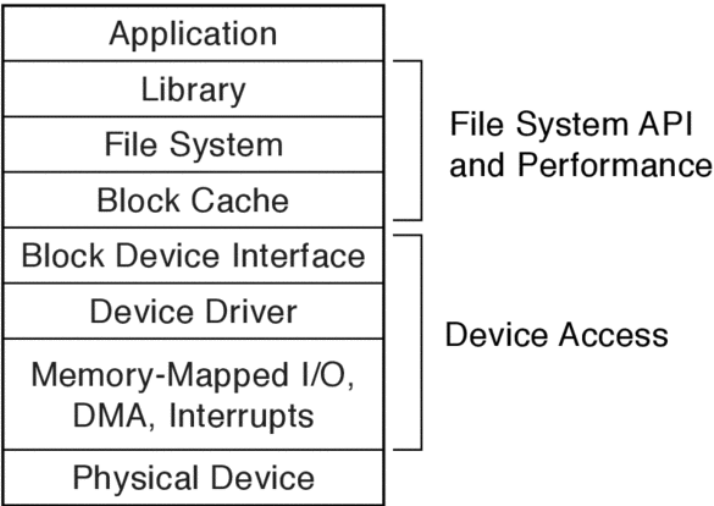 Application
Library
File System
Block Cache
Block Device Interface
Device Driver
Memory-Mapped I/O,
DMA, Interrupts
Physical Device
File System API
and Performance
Device Access